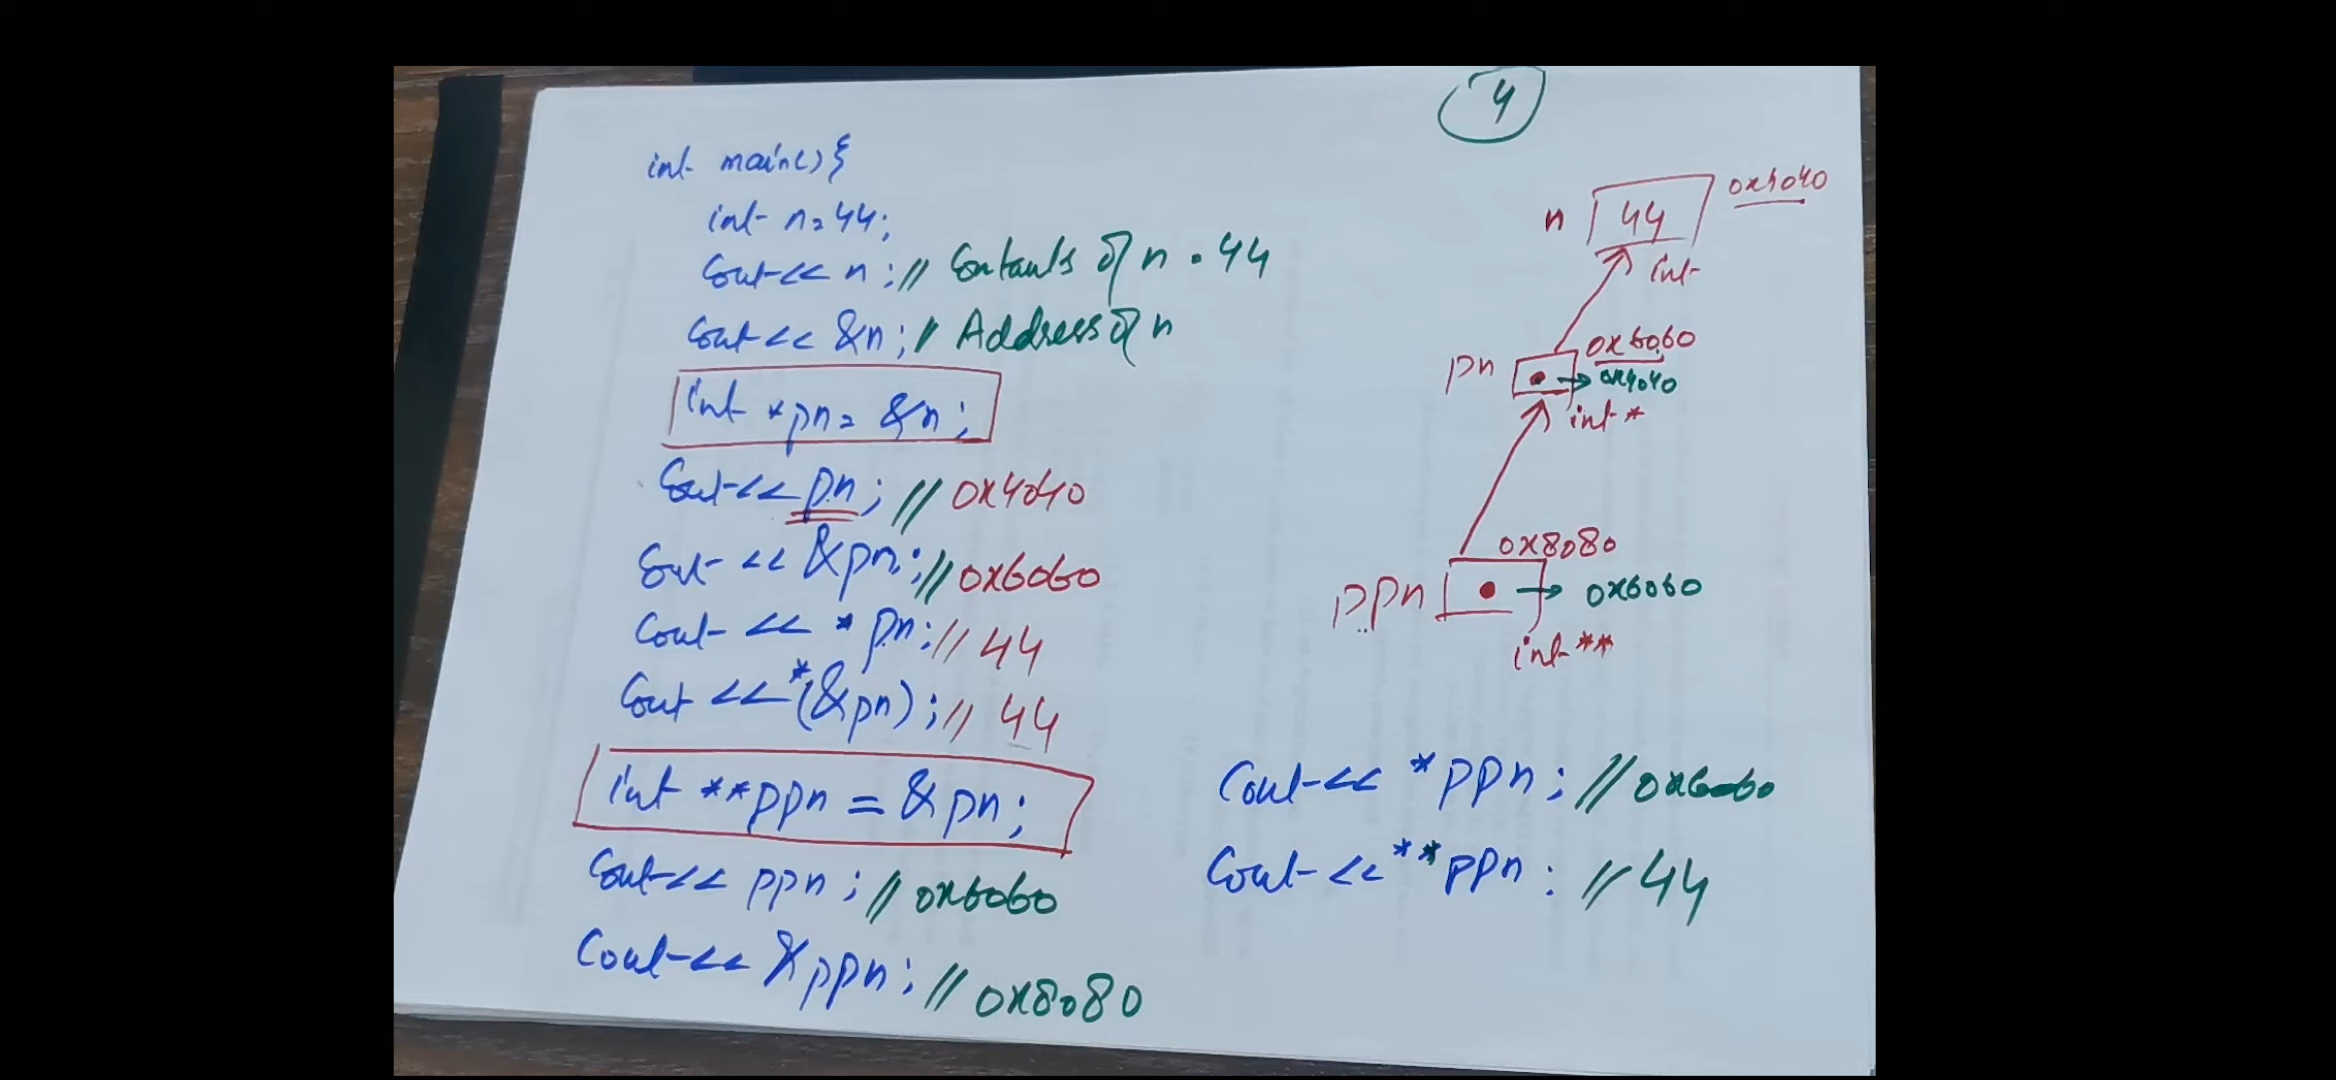 4
int main() {
int n = 44;
Cout << n ; // Contants of n . 44
Cout << &n ; // Address of n
int *pn = &n ;
Cout << pn ; // 0x4040
Cout << &pn ; // 0x6060
Cout << * pn ; // 44
Cout << *(&pn) ; // 44
int **ppn = &pn ;
Cout << ppn ; // 0x6060
Cout << &ppn ; // 0x8080
n 44 0x4040
int
pn 0x6060
0x4040
int *
0x8080
ppn 0x6060
int **
Cout << *ppn ; // 0x6060
Cout << **ppn ; // 44